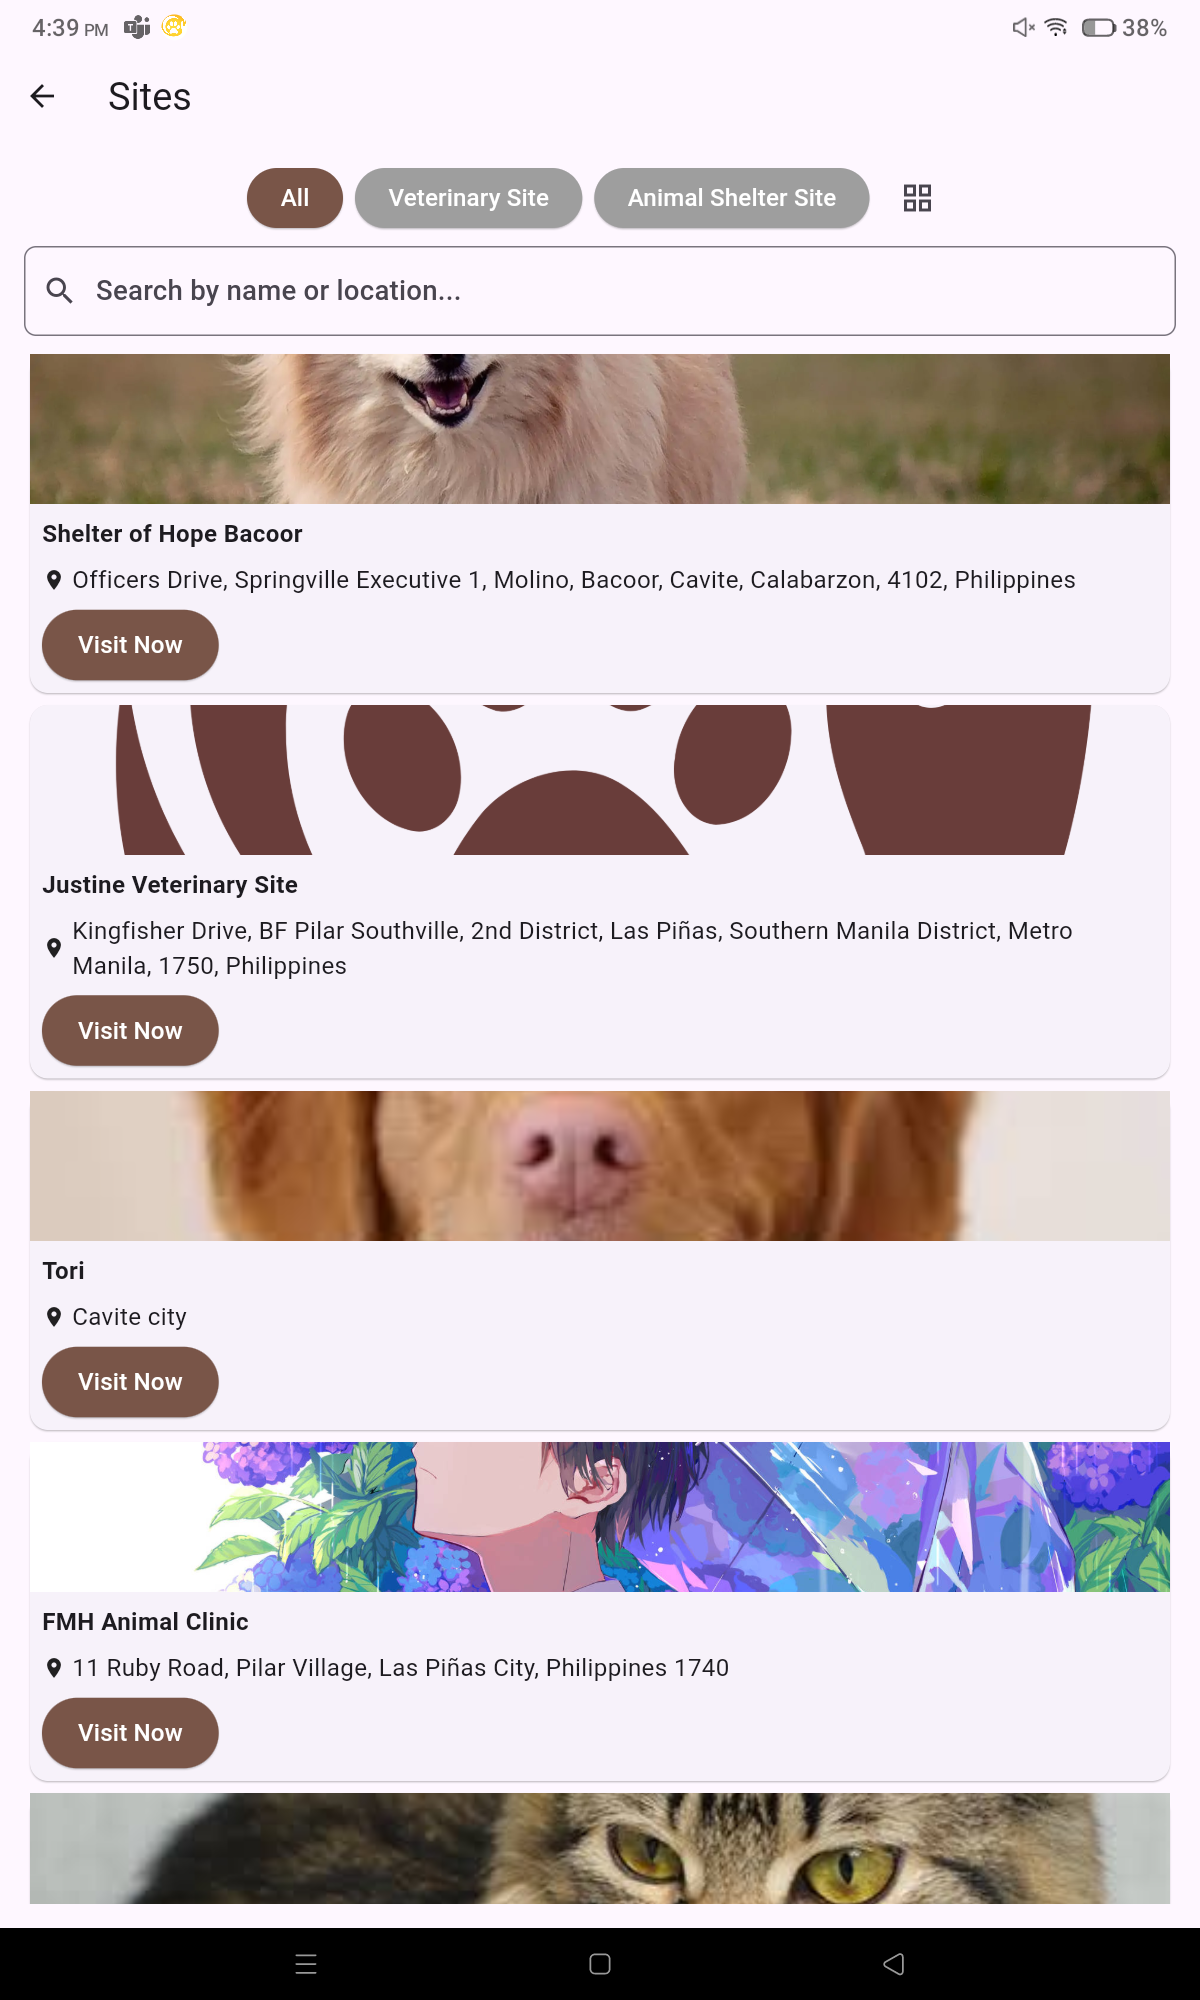 4:39 PM
38%
Sites
All
Veterinary Site
Animal Shelter Site
Search by name or location...
Shelter of Hope Bacoor
Officers Drive, Springville Executive 1, Molino, Bacoor, Cavite, Calabarzon, 4102, Philippines
Visit Now
Justine Veterinary Site
Kingfisher Drive, BF Pilar Southville, 2nd District, Las Piñas, Southern Manila District, Metro
Manila, 1750, Philippines
Visit Now
Tori
Cavite city
Visit Now
FMH Animal Clinic
11 Ruby Road, Pilar Village, Las Piñas City, Philippines 1740
Visit Now